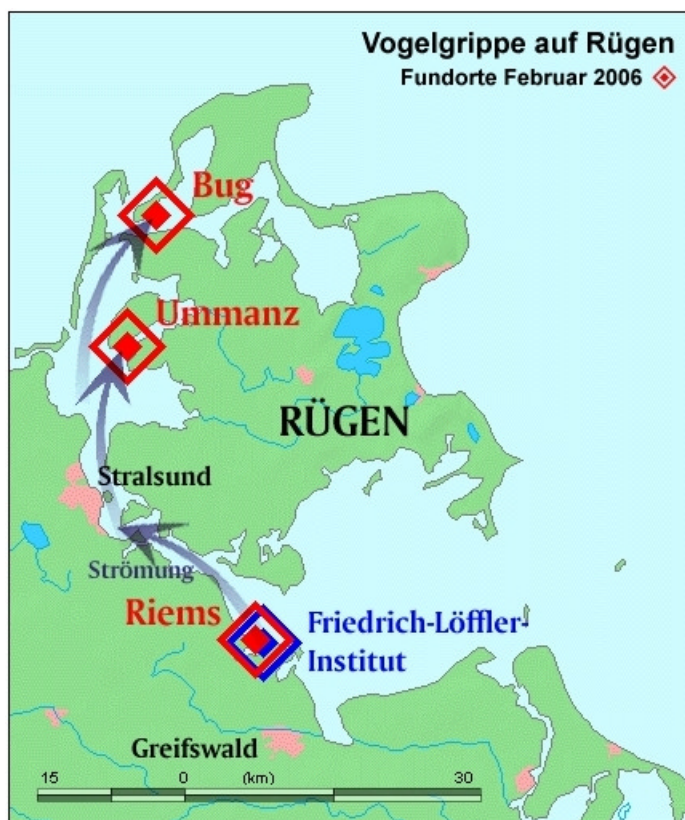 Vogelgrippe auf Rügen
Fundorte Februar 2006
Bug
Ummanz
RÜGEN
Stralsund
Strömung
Riems
Friedrich-Löffler-
Institut
Greifswald
15 0 (km) 30